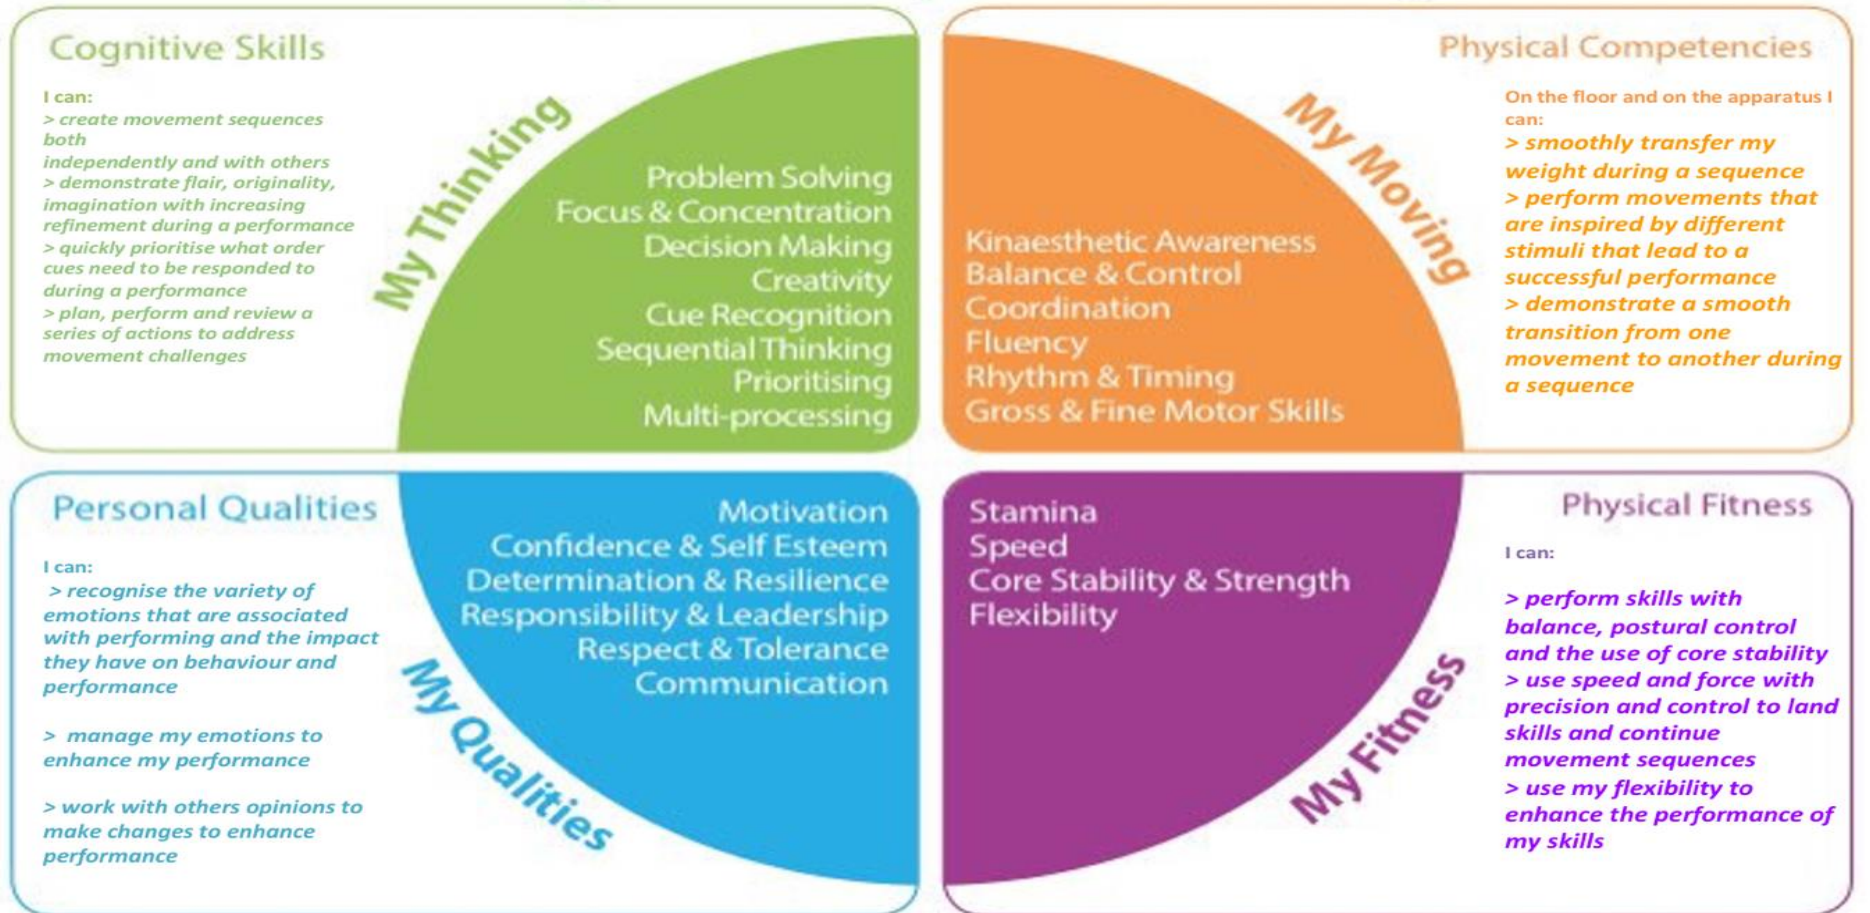 Cognitive Skills
I can:
> create movement sequences
both
independently and with others
> demonstrate flair, originality,
imagination with increasing
refinement during a performance
> quickly prioritise what order
cues need to be responded to
during a performance
> plan, perform and review a
series of actions to address
movement challenges
My Thinking
Problem Solving
Focus & Concentration
Decision Making
Creativity
Cue Recognition
Sequential Thinking
Prioritising
Multi-processing
Physical Competencies
On the floor and on the apparatus I
can:
> smoothly transfer my
weight during a sequence
> perform movements that
are inspired by different
stimuli that lead to a
successful performance
> demonstrate a smooth
transition from one
movement to another during
a sequence
My Moving
Kinaesthetic Awareness
Balance & Control
Coordination
Fluency
Rhythm & Timing
Gross & Fine Motor Skills
Personal Qualities
I can:
> recognise the variety of
emotions that are associated
with performing and the impact
they have on behaviour and
performance
> manage my emotions to
enhance my performance
> work with others opinions to
make changes to enhance
performance
My Qualities
Motivation
Confidence & Self Esteem
Determination & Resilience
Responsibility & Leadership
Respect & Tolerance
Communication
Physical Fitness
I can:
> perform skills with
balance, postural control
and the use of core stability
> use speed and force with
precision and control to land
skills and continue
movement sequences
> use my flexibility to
enhance the performance of
my skills
My Fitness
Stamina
Speed
Core Stability & Strength
Flexibility